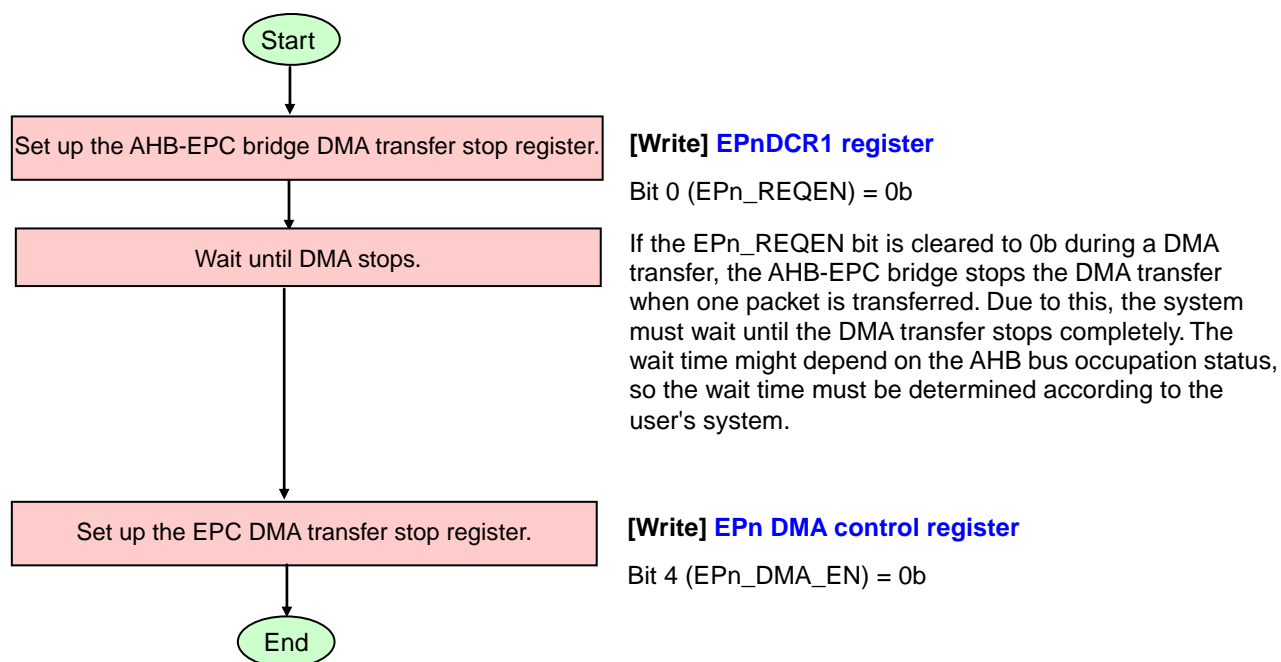 Start
Set up the AHB-EPC bridge DMA transfer stop register.
[Write] EPnDCR1 register
Bit 0 (EPn_REQEN) = 0b
Wait until DMA stops.
If the EPn_REQEN bit is cleared to 0b during a DMA
transfer, the AHB-EPC bridge stops the DMA transfer
when one packet is transferred. Due to this, the system
must wait until the DMA transfer stops completely. The
wait time might depend on the AHB bus occupation status,
so the wait time must be determined according to the
user's system.
Set up the EPC DMA transfer stop register.
[Write] EPn DMA control register
Bit 4 (EPn_DMA_EN) = 0b
End